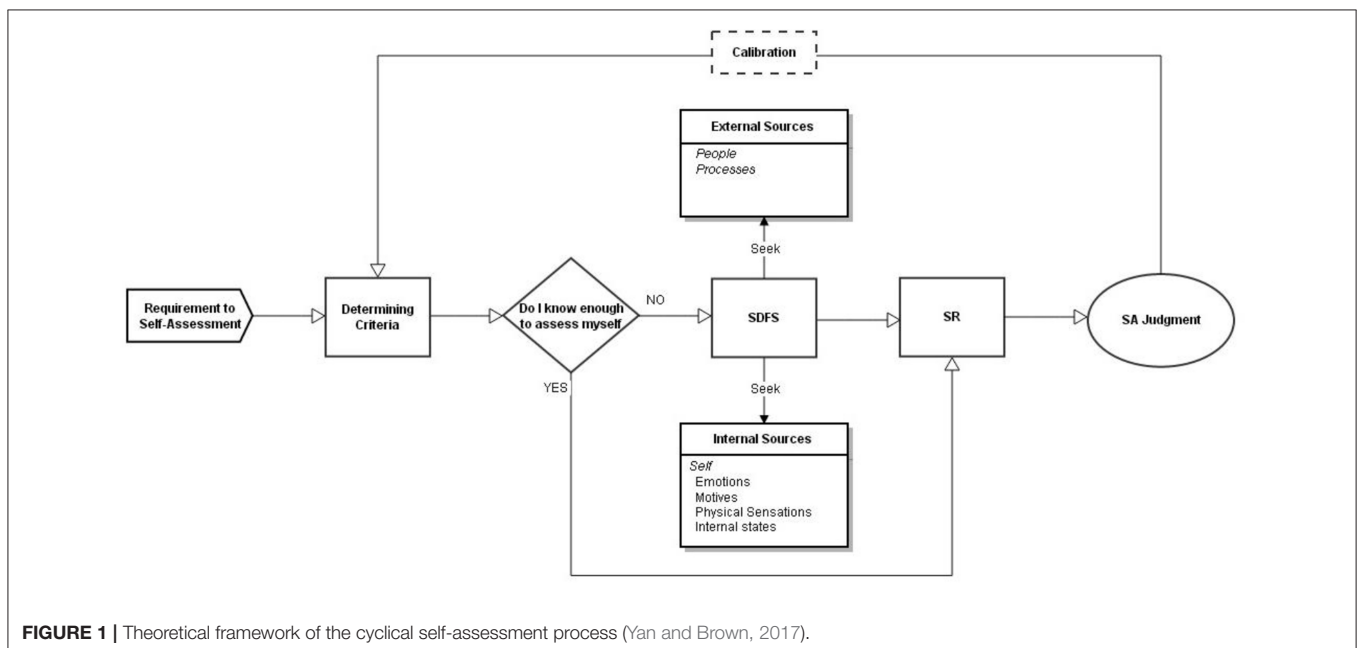 Calibration
External Sources
People
Processes
Seek
Requirement to
Self-Assessment
Determining
Criteria
Do I know enough
to assess myself
NO
SDFS
SR
SA Judgment
YES
Seek
Internal Sources
Self
Emotions
Motives
Physical Sensations
Internal states
FIGURE 1 | Theoretical framework of the cyclical self-assessment process (Yan and Brown, 2017).